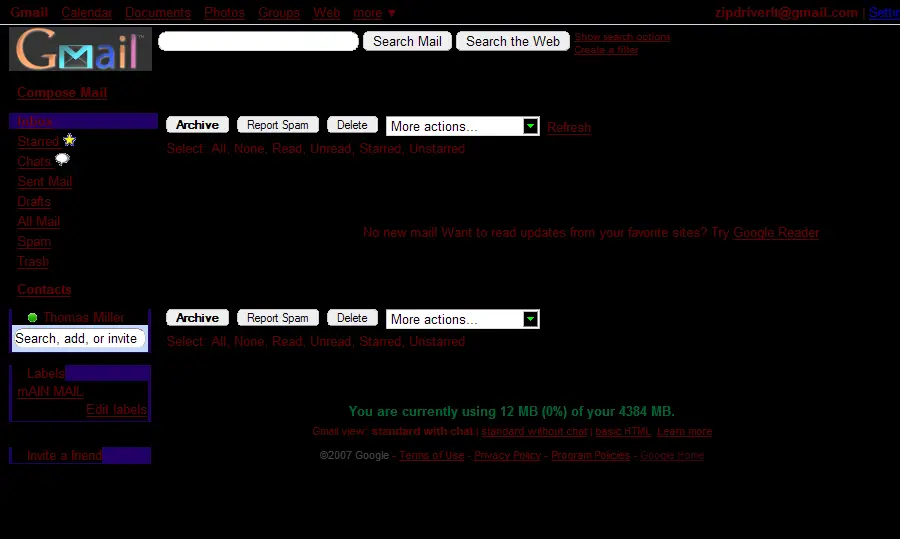 Gmail Calendar Documents Photos Groups Web more ▼ zipdriverlt@gmail.com |
Gmail™ Search Mail Search the Web Show search options
Create a filter
Compose Mail
Inbox
Archive Report Spam Delete More actions... Refresh
Starred
Select: All, None, Read, Unread, Starred, Unstarred
Chats
Sent Mail
Drafts
All Mail
No new mail! Want to read updates from your favorite sites? Try Google Reader
Spam
Trash
Contacts
Thomas Miller
Archive Report Spam Delete More actions...
Search, add, or invite
Select: All, None, Read, Unread, Starred, Unstarred
Labels
mAIN MAIL
Edit labels
You are currently using 12 MB (0%) of your 4384 MB.
Gmail view: standard with chat | standard without chat | basic HTML Learn more
Invite a friend
©2007 Google - Terms of Use - Privacy Policy - Program Policies - Google Home